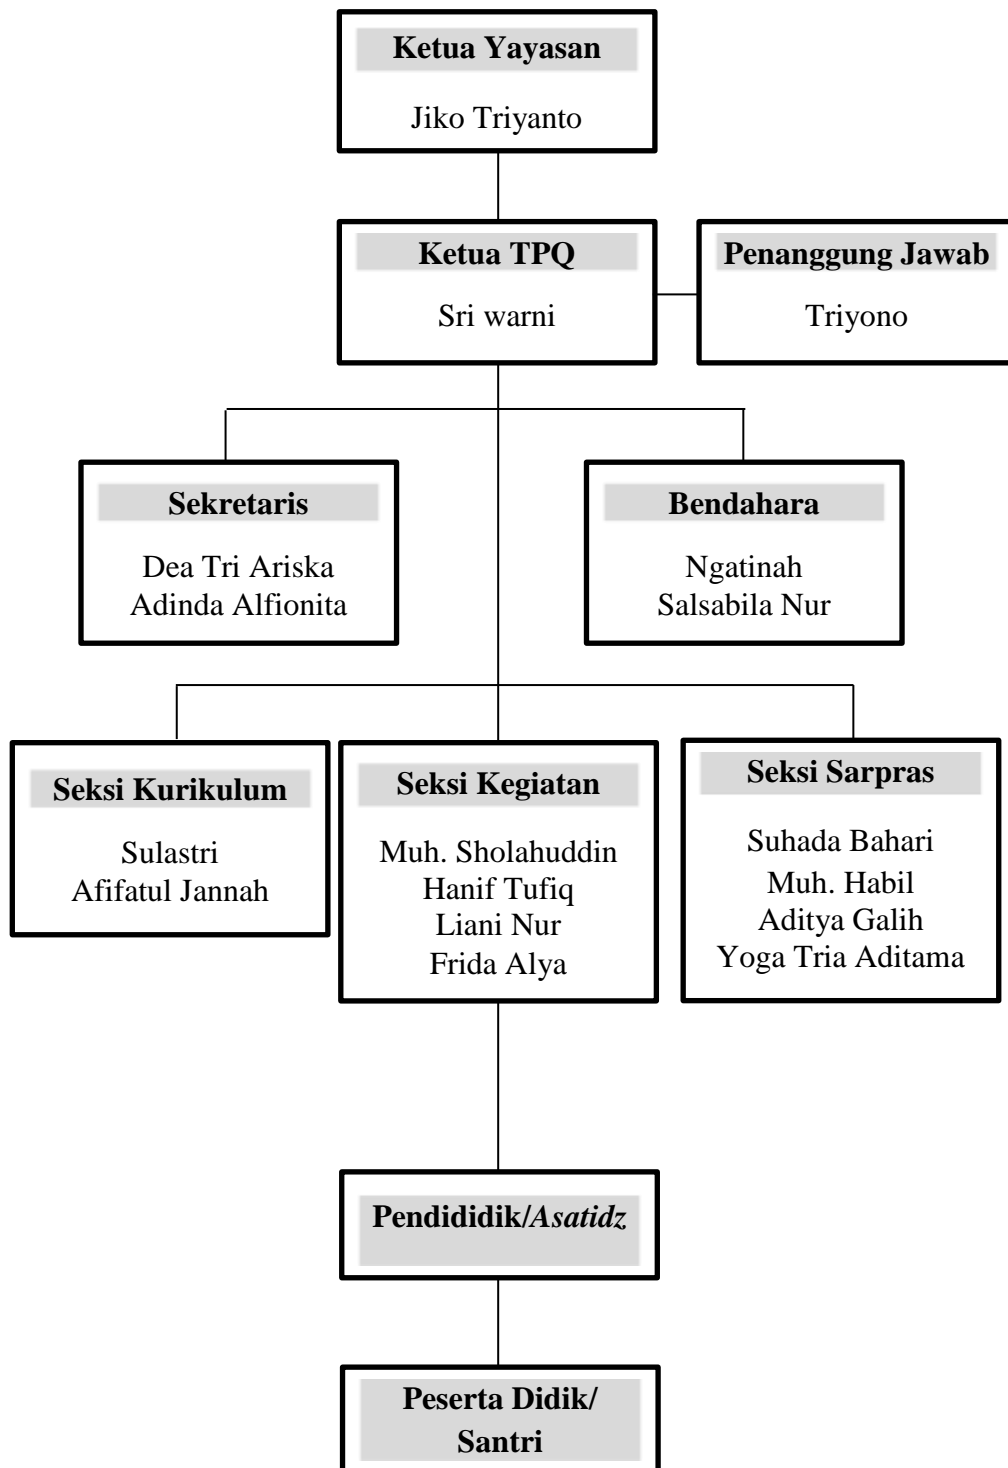 Ketua Yayasan
Jiko Triyanto
Ketua TPQ
Sri warni
Penanggung Jawab
Triyono
Sekretaris
Dea Tri Ariska
Adinda Alfionita
Bendahara
Ngatinah
Salsabila Nur
Seksi Kurikulum
Sulastri
Afifatul Jannah
Seksi Kegiatan
Muh. Sholahuddin
Hanif Tufiq
Liani Nur
Frida Alya
Seksi Sarpras
Suhada Bahari
Muh. Habil
Aditya Galih
Yoga Tria Aditama
Pendididik/Asatidz
Peserta Didik/
Santri